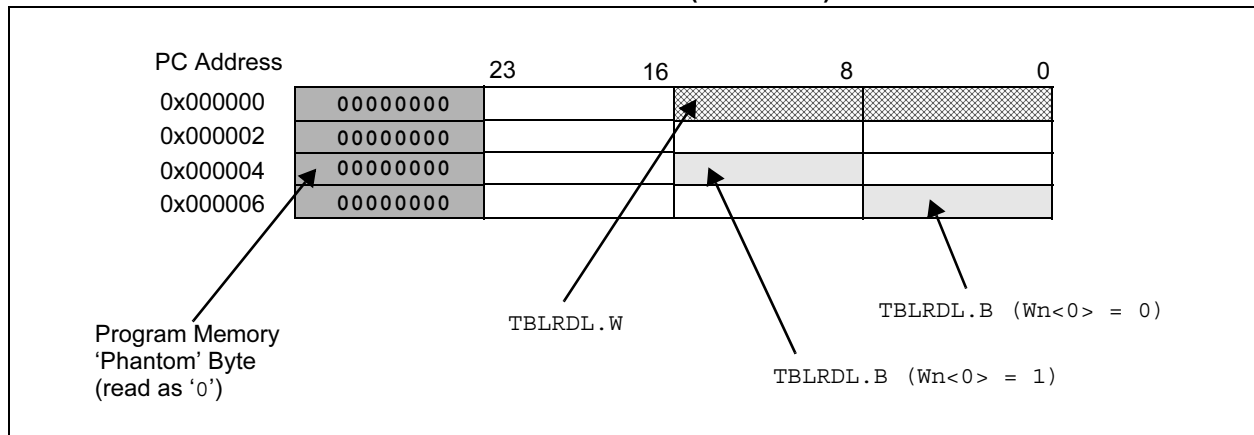 PC Address
23 16 8 0
0x000000 00000000
0x000002 00000000
0x000004 00000000
0x000006 00000000
TBLRDL.W
TBLRDL.B (Wn<0> = 0)
Program Memory
‘Phantom’ Byte
(read as ‘0’)
TBLRDL.B (Wn<0> = 1)